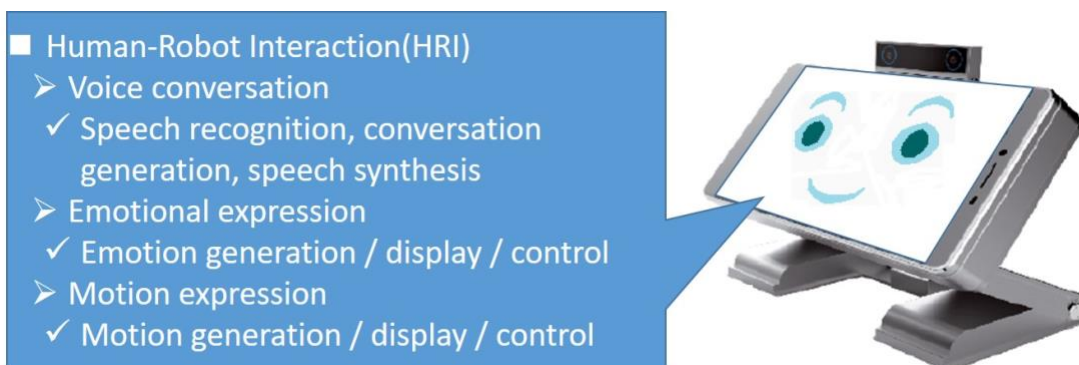 ■ Human-Robot Interaction(HRI)
➢ Voice conversation
✓ Speech recognition, conversation
generation, speech synthesis
➢ Emotional expression
✓ Emotion generation / display / control
➢ Motion expression
✓ Motion generation / display / control